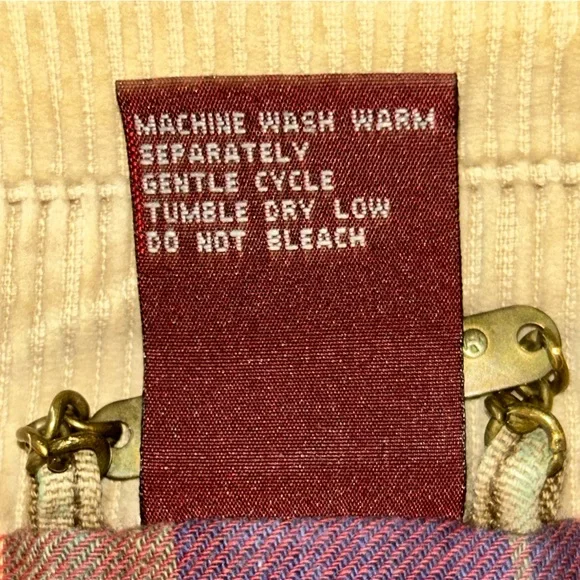 MACHINE WASH WARM
SEPARATELY
GENTLE CYCLE
TUMBLE DRY LOW
DO NOT BLEACH